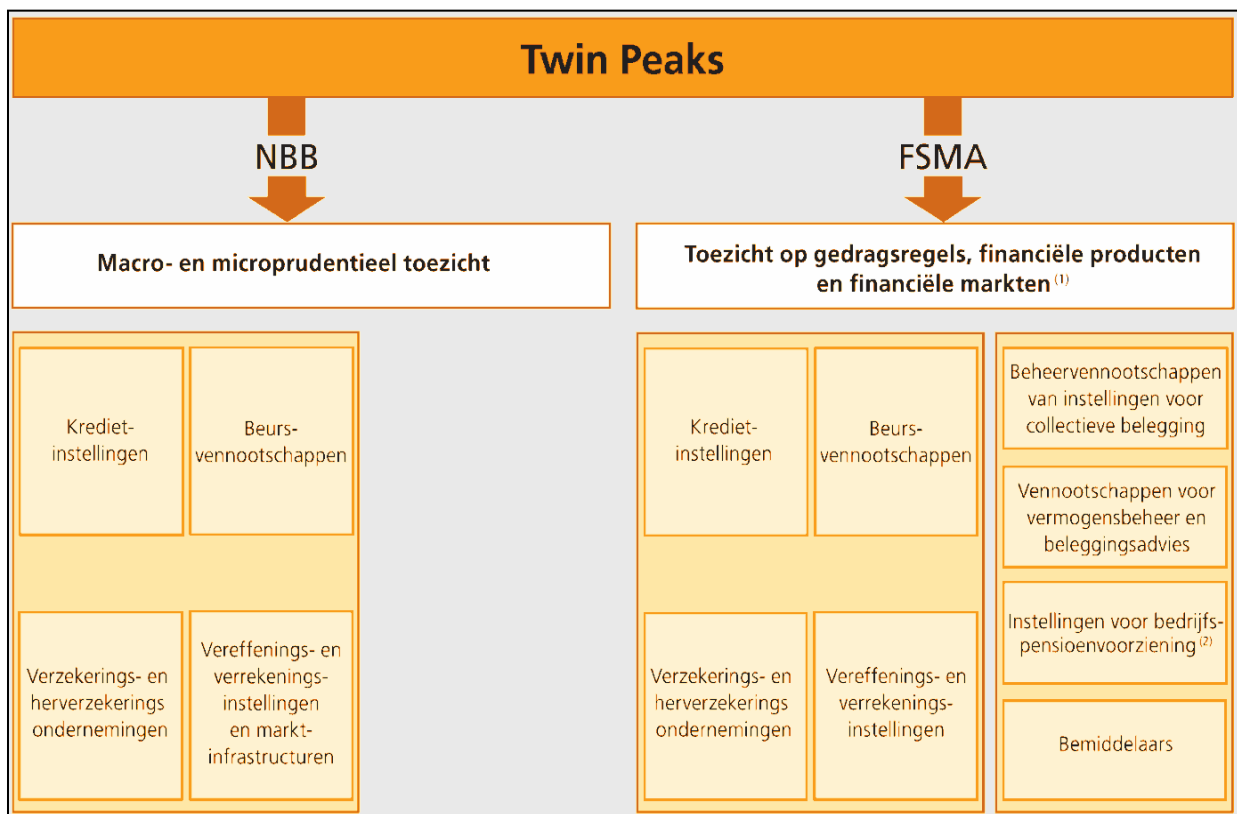 Twin Peaks
NBB
Macro- en microprudentieel toezicht
Krediet-
instellingen
Beurs-
vennootschappen
Verzekerings- en
herverzekerings
ondernemingen
Vereffenings- en
verrekenings-
instellingen
en markt-
infrastructuren
FSMA
Toezicht op gedragsregels, financiële producten
en financiële markten (1)
Krediet-
instellingen
Beurs-
vennootschappen
Verzekerings- en
herverzekerings
ondernemingen
Vereffenings- en
verrekenings-
instellingen
Beheervennootschappen
van instellingen voor
collectieve belegging
Vennootschappen voor
vermogensbeheer en
beleggingsadvies
Instellingen voor bedrijfs-
pensioenvoorziening (2)
Bemiddelaars